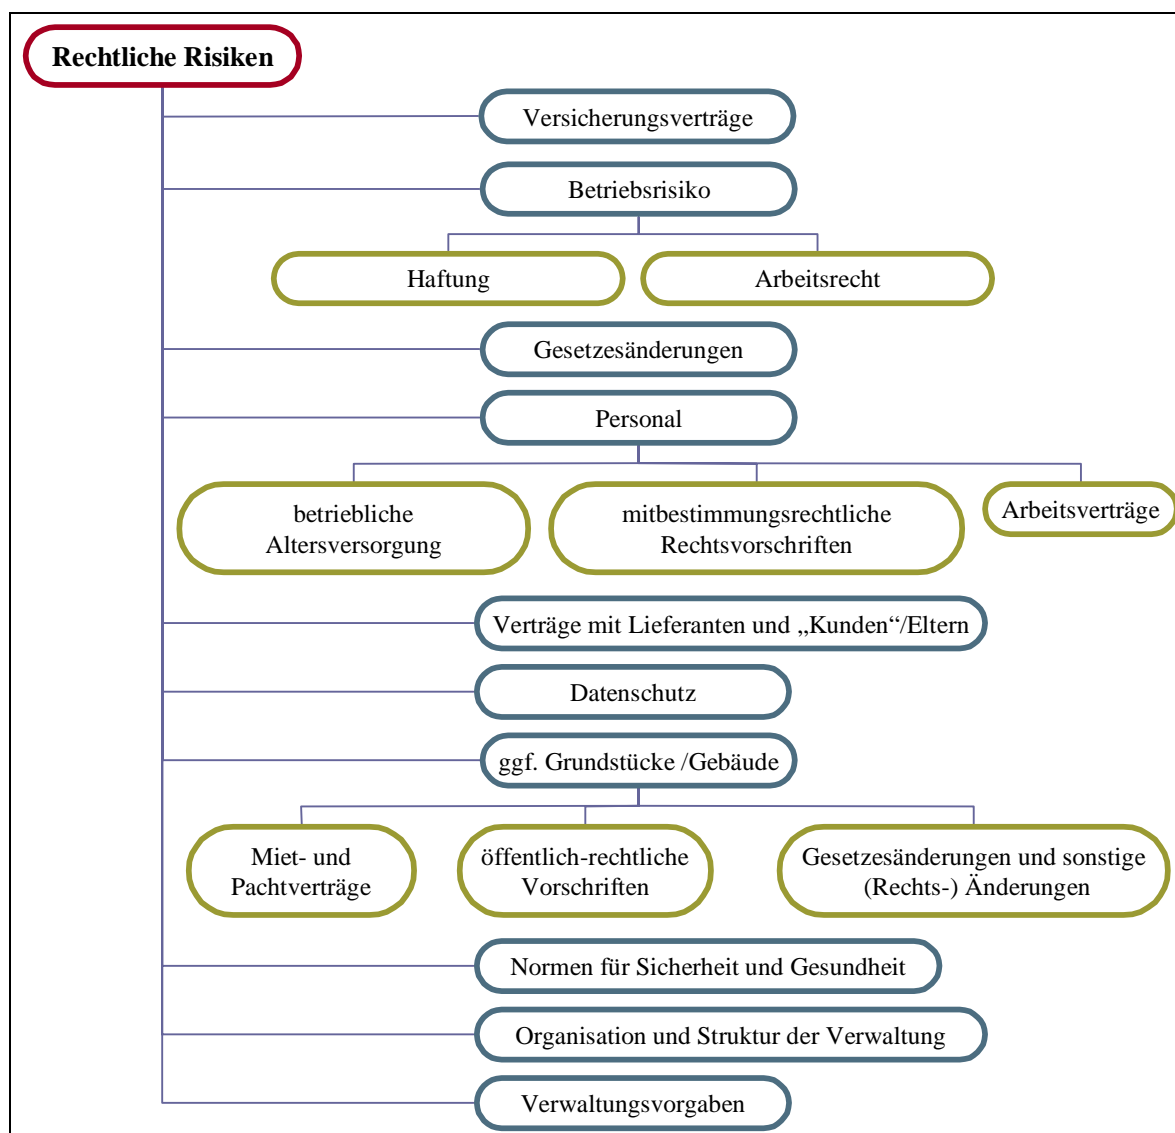 Rechtliche Risiken
Versicherungsverträge
Betriebsrisiko
Haftung
Arbeitsrecht
Gesetzesänderungen
Personal
betriebliche
Altersversorgung
mitbestimmungsrechtliche
Rechtsvorschriften
Arbeitsverträge
Verträge mit Lieferanten und „Kunden“/Eltern
Datenschutz
ggf. Grundstücke /Gebäude
Miet- und
Pachtverträge
öffentlich-rechtliche
Vorschriften
Gesetzesänderungen und sonstige
(Rechts-) Änderungen
Normen für Sicherheit und Gesundheit
Organisation und Struktur der Verwaltung
Verwaltungsvorgaben